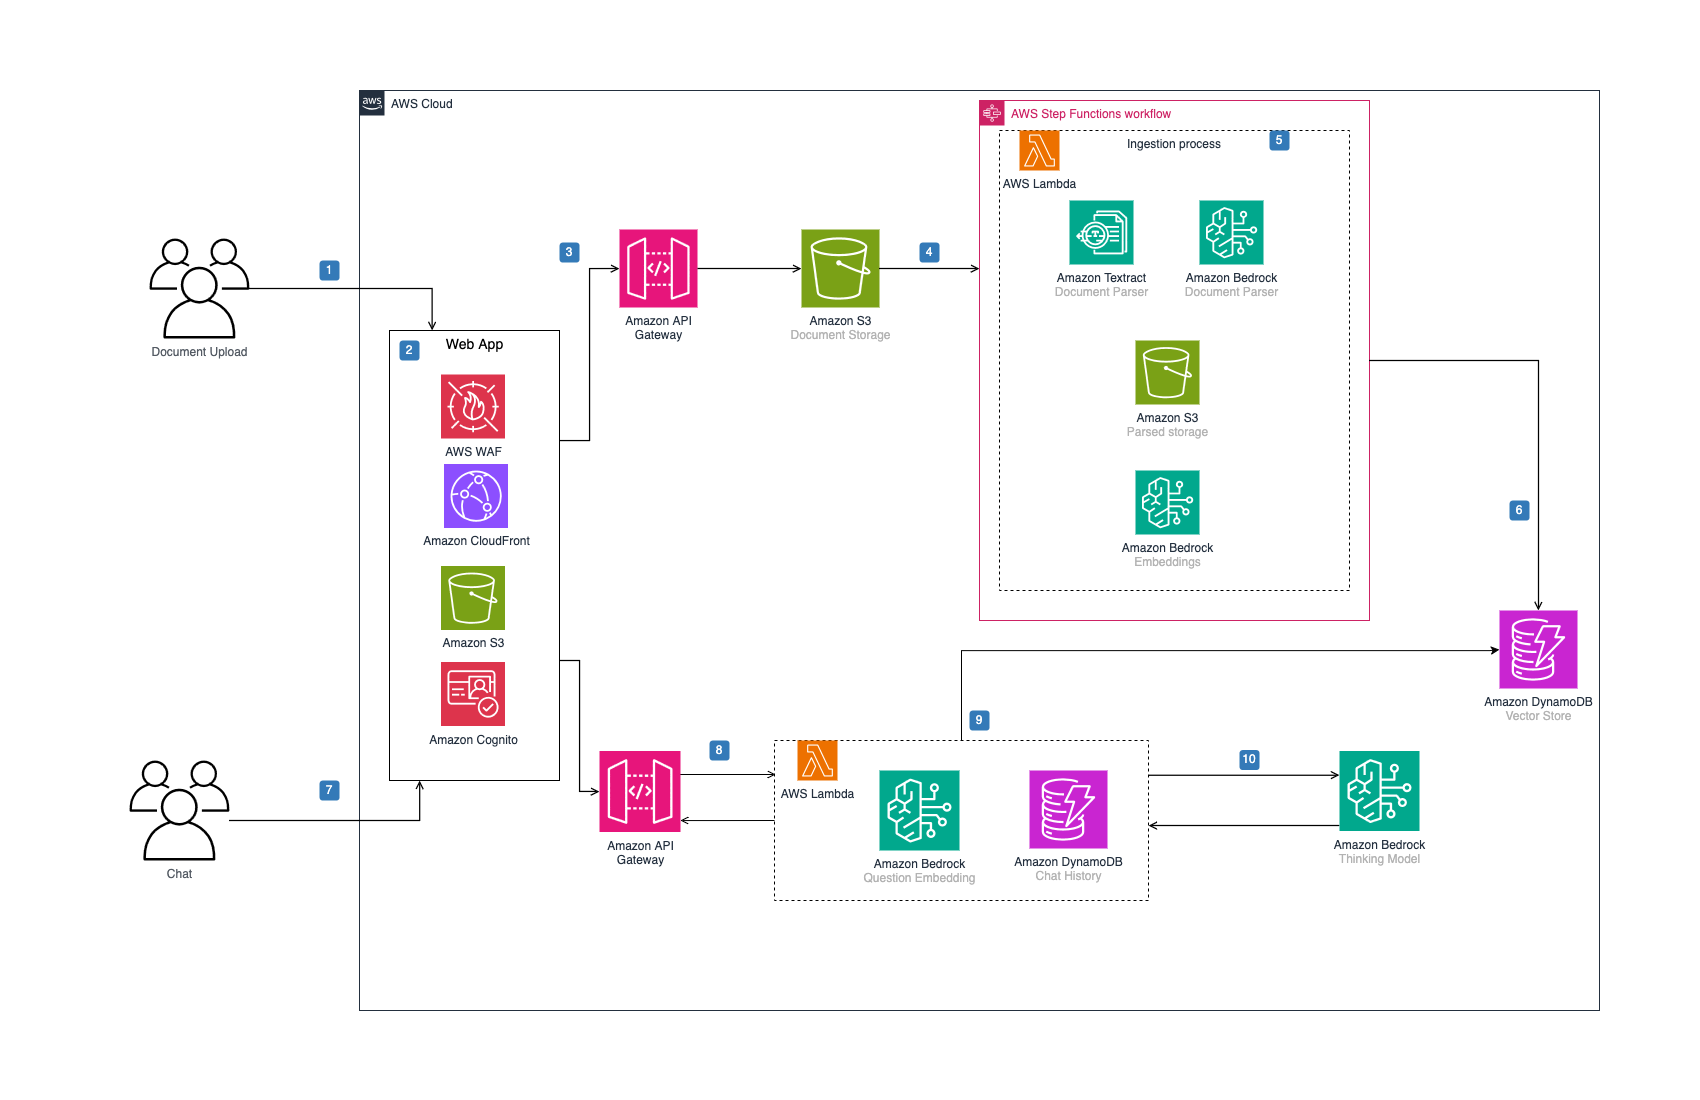 aws
AWS Cloud
AWS Step Functions workflow
Ingestion process
5
AWS Lambda
Amazon Textract
Document Parser
Amazon Bedrock
Document Parser
Amazon S3
Parsed storage
Amazon Bedrock
Embeddings
1
Document Upload
2
Web App
AWS WAF
Amazon CloudFront
Amazon S3
Amazon Cognito
3
Amazon API
Gateway
Amazon S3
Document Storage
4
6
Amazon DynamoDB
Vector Store
7
Chat
Amazon API
Gateway
8
9
AWS Lambda
Amazon Bedrock
Question Embedding
Amazon DynamoDB
Chat History
10
Amazon Bedrock
Thinking Model